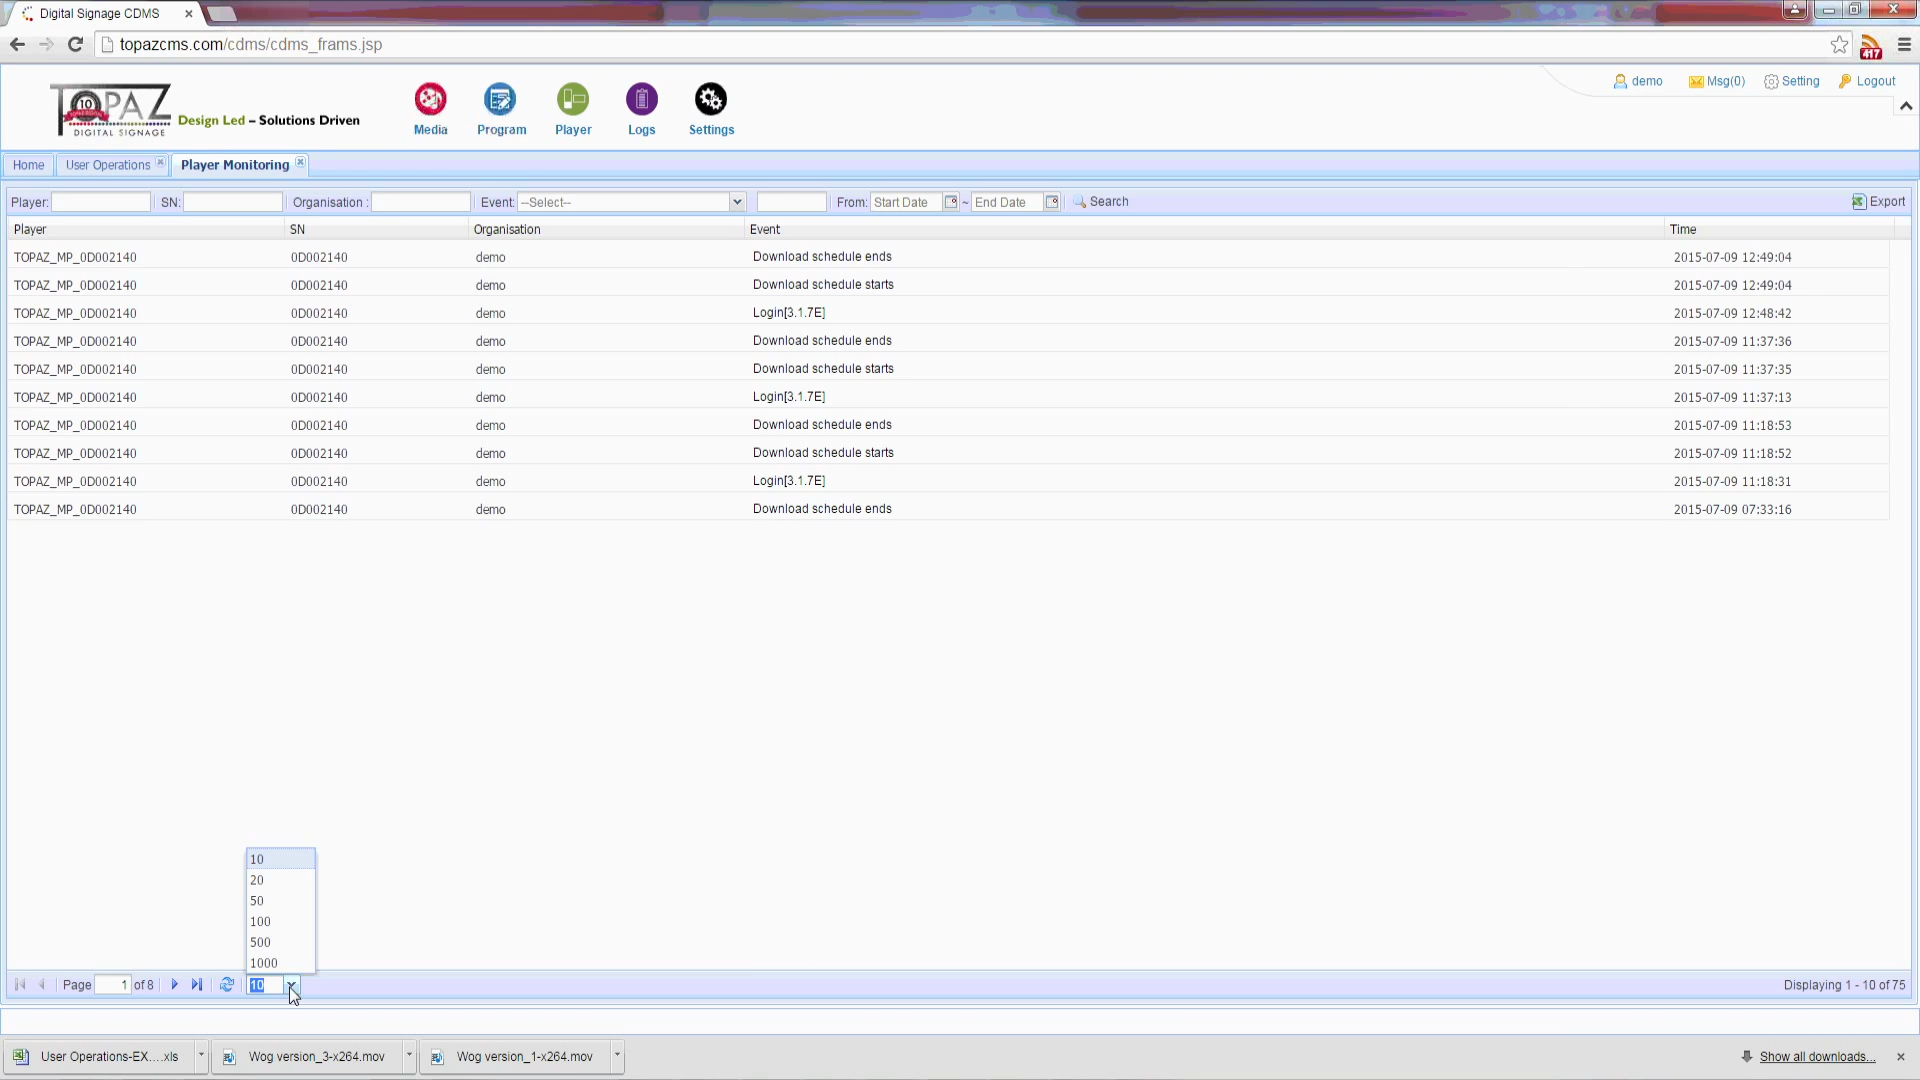 Digital Signage CDMS
topazcms.com/cdms/cdms_frams.jsp
417
demo Msg(0) Setting Logout
TOPAZ
10
DIGITAL SIGNAGE
Design Led – Solutions Driven
Media Program Player Logs Settings
Home User Operations Player Monitoring
Player: SN: Organisation : Event: --Select-- From: Start Date ~ End Date Search Export
Player SN Organisation Event Time
TOPAZ_MP_0D002140 0D002140 demo Download schedule ends 2015-07-09 12:49:04
TOPAZ_MP_0D002140 0D002140 demo Download schedule starts 2015-07-09 12:49:04
TOPAZ_MP_0D002140 0D002140 demo Login[3.1.7E] 2015-07-09 12:48:42
TOPAZ_MP_0D002140 0D002140 demo Download schedule ends 2015-07-09 11:37:36
TOPAZ_MP_0D002140 0D002140 demo Download schedule starts 2015-07-09 11:37:35
TOPAZ_MP_0D002140 0D002140 demo Login[3.1.7E] 2015-07-09 11:37:13
TOPAZ_MP_0D002140 0D002140 demo Download schedule ends 2015-07-09 11:18:53
TOPAZ_MP_0D002140 0D002140 demo Download schedule starts 2015-07-09 11:18:52
TOPAZ_MP_0D002140 0D002140 demo Login[3.1.7E] 2015-07-09 11:18:31
TOPAZ_MP_0D002140 0D002140 demo Download schedule ends 2015-07-09 07:33:16
10
20
50
100
500
1000
Page 1 of 8 10 Displaying 1 - 10 of 75
User Operations-EX....xls Wog version_3-x264.mov Wog version_1-x264.mov Show all downloads...